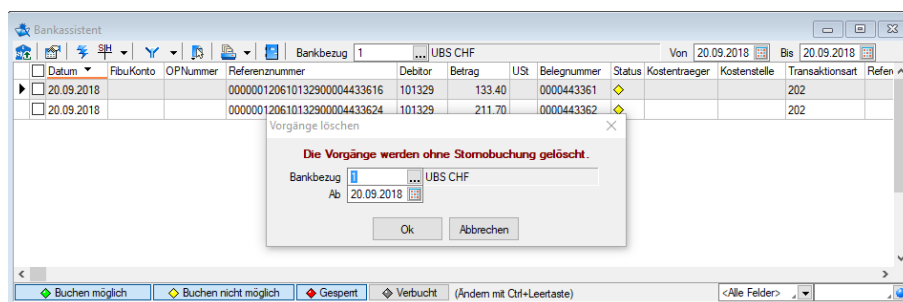 Bankassistent
S/H Bankbezug 1 ... UBS CHF Von 20.09.2018 Bis 20.09.2018
Datum FibuKonto OPNummer Referenznummer Debitor Betrag USt Belegnummer Status Kostentraeger Kostenstelle Transaktionsart Referen
20.09.2018 000000120610132900004433616 101329 133.40 0000443361 202
20.09.2018 000000120610132900004433624 101329 211.70 0000443362 202
Vorgänge löschen
Die Vorgänge werden ohne Stornobuchung gelöscht.
Bankbezug 1 ... UBS CHF
Ab 20.09.2018
Ok Abbrechen
Buchen möglich Buchen nicht möglich Gesperrt Verbucht (Ändern mit Ctrl+Leertaste) <Alle Felder>